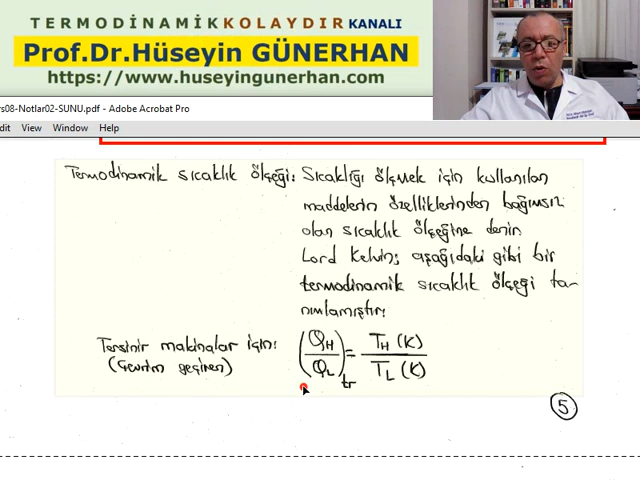 TERMODİNAMİKKOLAYDIR KANALI
Prof.Dr.Hüseyin GÜNERHAN
https://www.huseyingunerhan.com
rs08-Notlar02-SUNU.pdf - Adobe Acrobat Pro
dit View Window Help
Termodinamik sıcaklık ölçeği: Sıcaklığı ölçmek için kullanılan
maddelerin özelliklerinden bağımsız
olan sıcaklık ölçeğine denir.
Lord Kelvin; aşağıdaki gibi bir
termodinamik sıcaklık ölçeği ta-
nımlamıştır.
Tersinir makinalar için: (QH/QL)tr = TH (K)/TL (K)
(Çevrim geçiren)
5